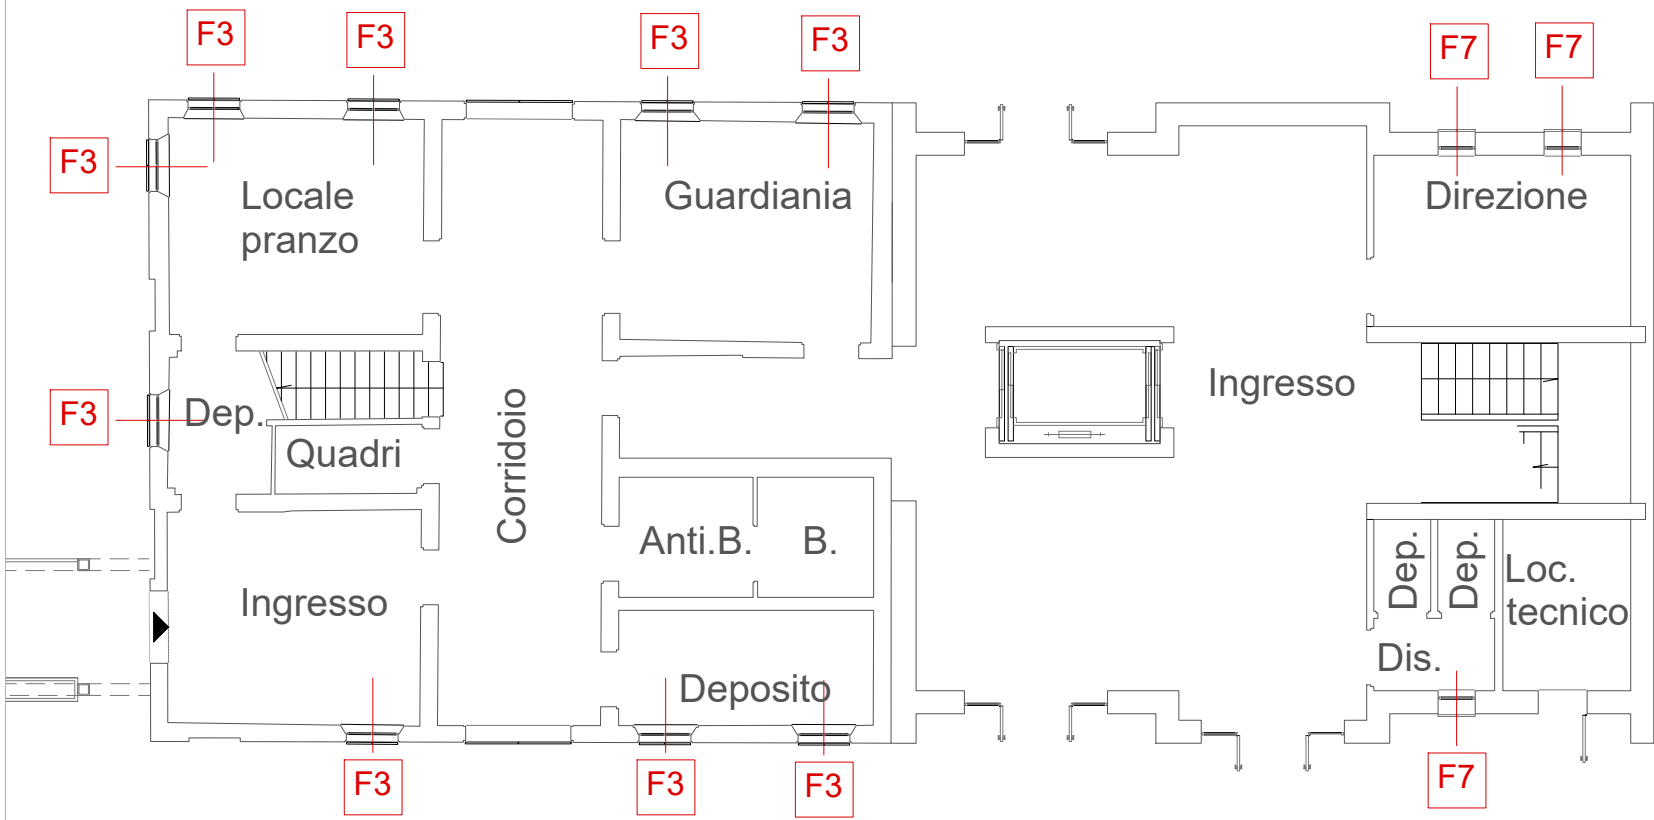 F3
F3
F3
F3
F7
F7
F3
Locale
pranzo
Guardiania
Direzione
F3
Dep.
Quadri
Corridoio
Ingresso
Anti.B.
B.
Dep.
Dep.
Loc.
tecnico
Ingresso
Dis.
Deposito
F3
F3
F3
F7